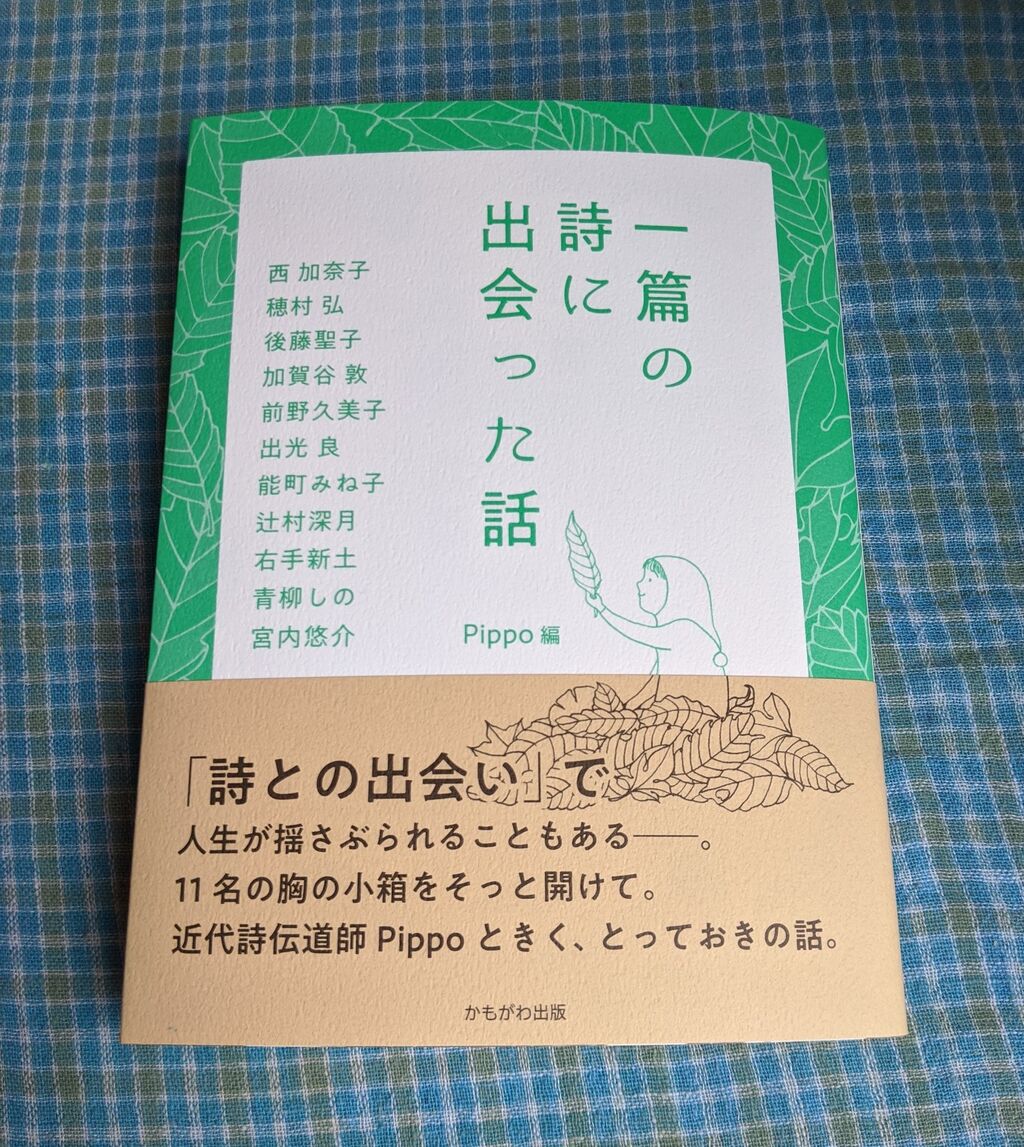 一篇の
詩に
出会った話
西 加奈子
穂村 弘
後藤聖子
加賀谷 敦
前野久美子
出光 良
能町みね子
辻村深月
右手新土
青柳しの
宮内悠介
Pippo 編
「詩との出会い」で
人生が揺さぶられることもある――。
11名の胸の小箱をそっと開けて。
近代詩伝道師 Pippo ときく、とっておきの話。
かもがわ出版